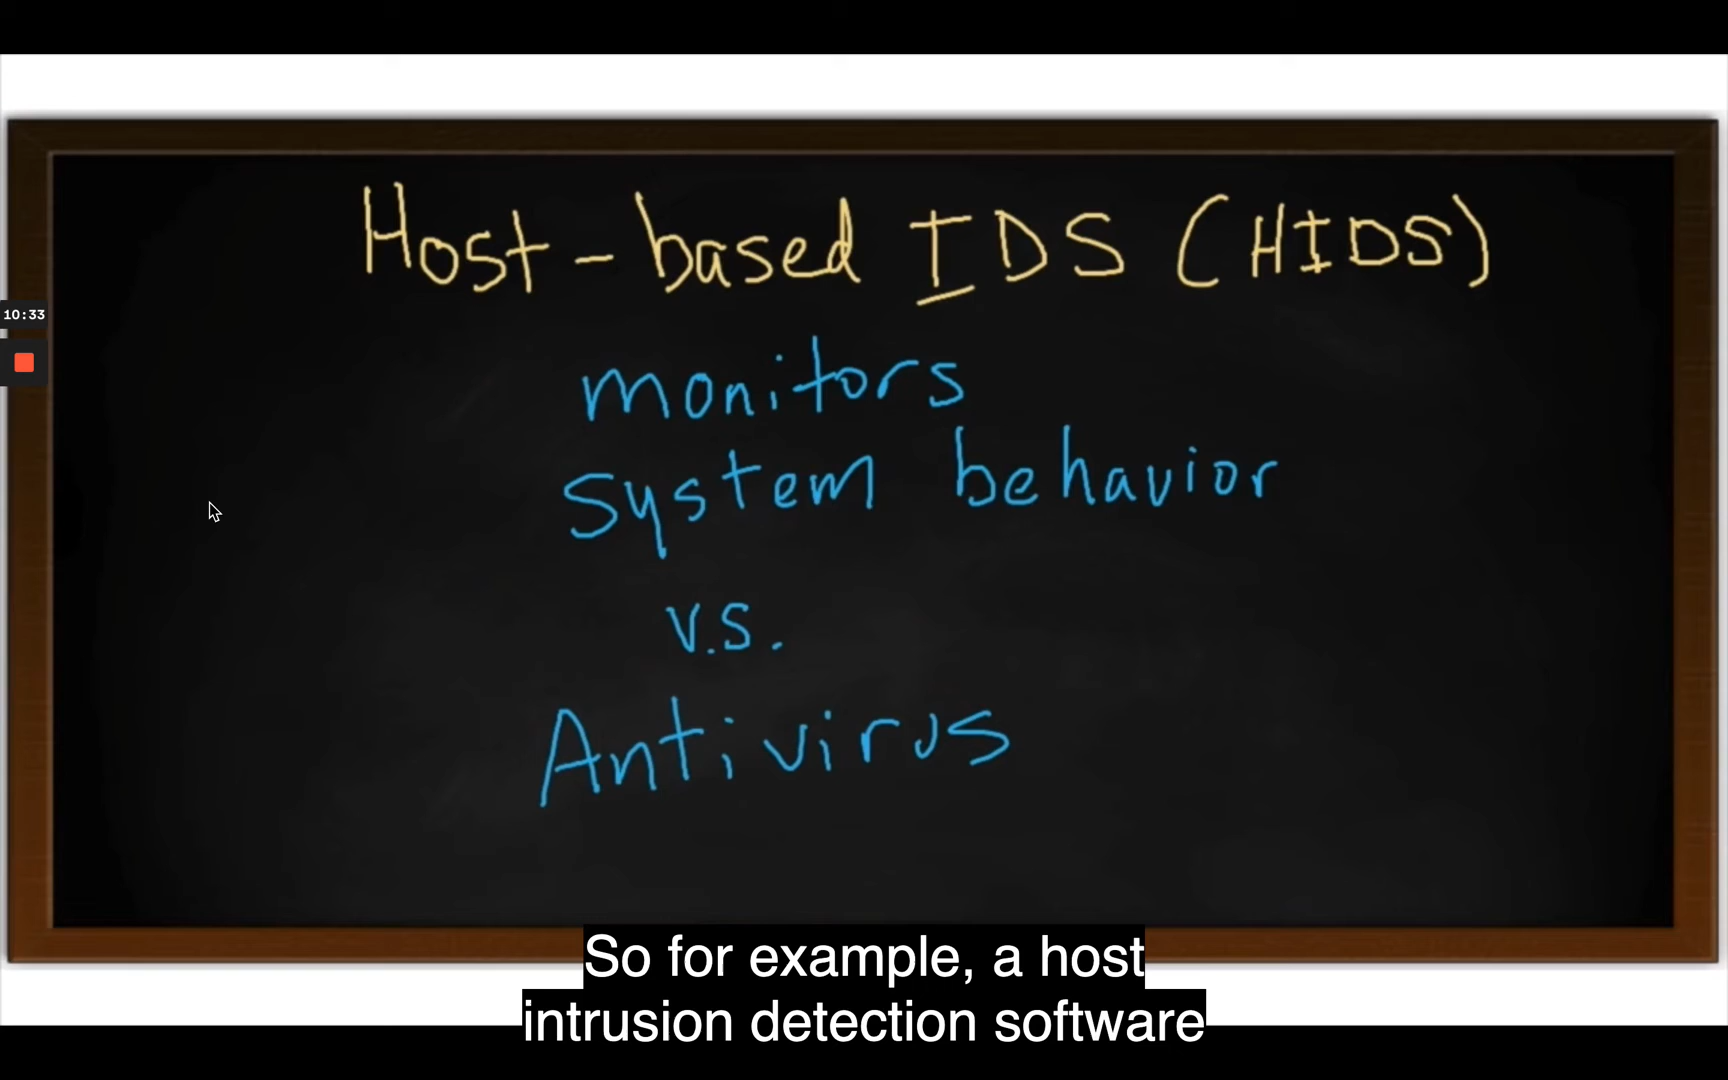 Host-based IDS (HIDS)
10:33
monitors
system behavior
v.s.
Antivirus
So for example, a host
intrusion detection software